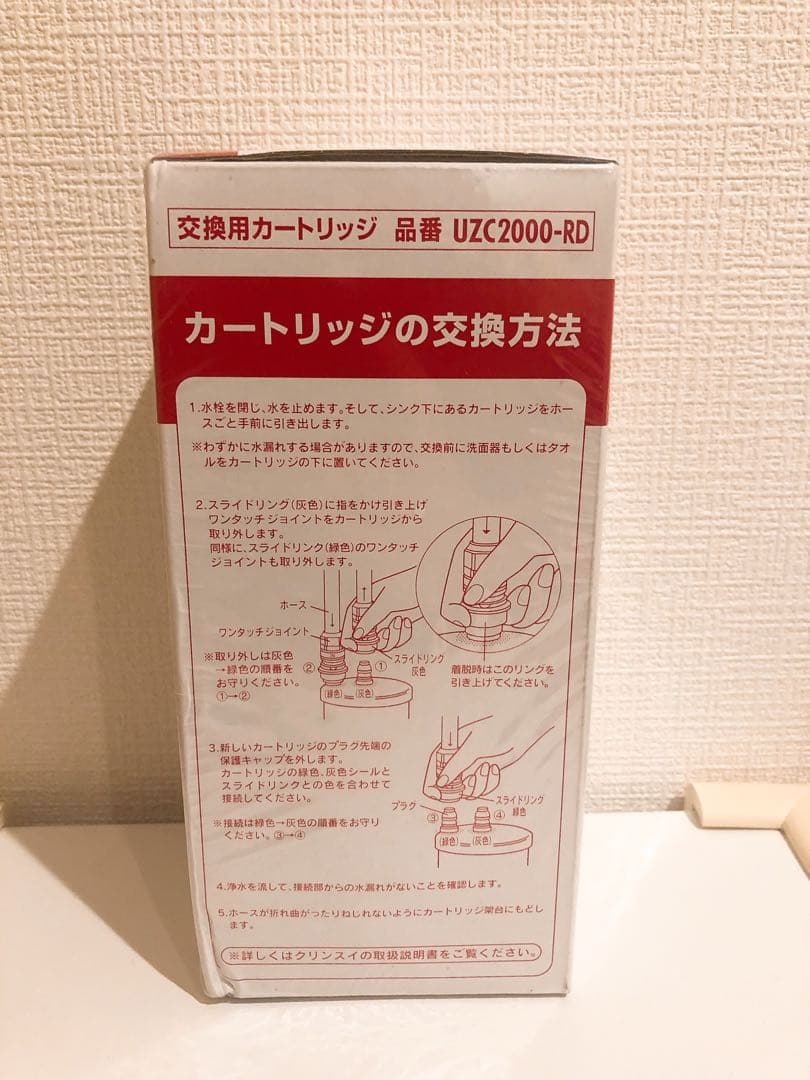 交換用カートリッジ 品番 UZC2000-RD
カートリッジの交換方法
1.水栓を閉じ、水を止めます。そして、シンク下にあるカートリッジをホー
スごと手前に引き出します。
※わずかに水漏れする場合がありますので、交換前に洗面器もしくはタオ
ルをカートリッジの下に置いてください。
2.スライドリング(灰色)に指をかけ引き上げ
ワンタッチジョイントをカートリッジから
取り外します。
同様に、スライドリンク(緑色)のワンタッチ
ジョイントも取り外します。
ホース
ワンタッチジョイント
※取り外しは灰色
→緑色の順番を
お守りください。
①→②
②
①
スライドリング
灰色
(緑色)
(灰色)
着脱時はこのリングを
引き上げてください。
3.新しいカートリッジのプラグ先端の
保護キャップを外します。
カートリッジの緑色、灰色シールと
スライドリンクとの色を合わせて
接続してください。
※接続は緑色→灰色の順番をお守り
ください。③→④
プラグ
スライドリンク
緑色
③
④
(緑色)
(灰色)
4.浄水を流して、接続部からの水漏れがないことを確認します。
5.ホースが折れ曲がったりねじれないようにカートリッジ架台にもどし
ます。
※詳しくはクリンスイの取扱説明書をご覧ください。